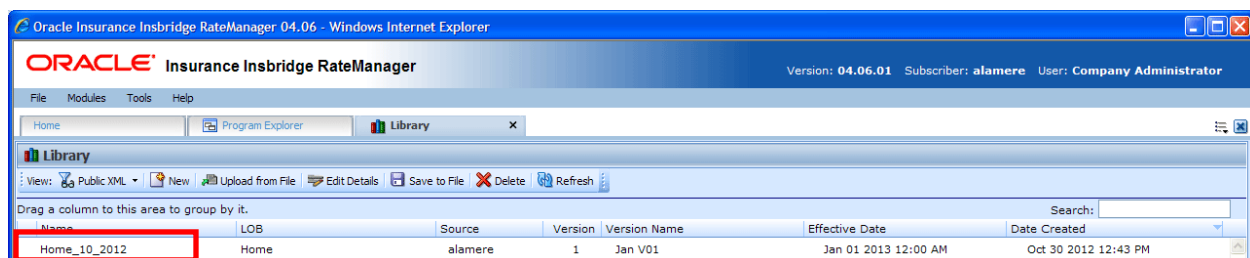 Oracle Insurance Insbridge RateManager 04.06 - Windows Internet Explorer
ORACLE Insurance Insbridge RateManager
Version: 04.06.01 Subscriber: alamere User: Company Administrator
File Modules Tools Help
Home Program Explorer Library
Library
View: Public XML New Upload from File Edit Details Save to File Delete Refresh
Drag a column to this area to group by it. Search:
Name LOB Source Version Version Name Effective Date Date Created
Home_10_2012 Home alamere 1 Jan V01 Jan 01 2013 12:00 AM Oct 30 2012 12:43 PM